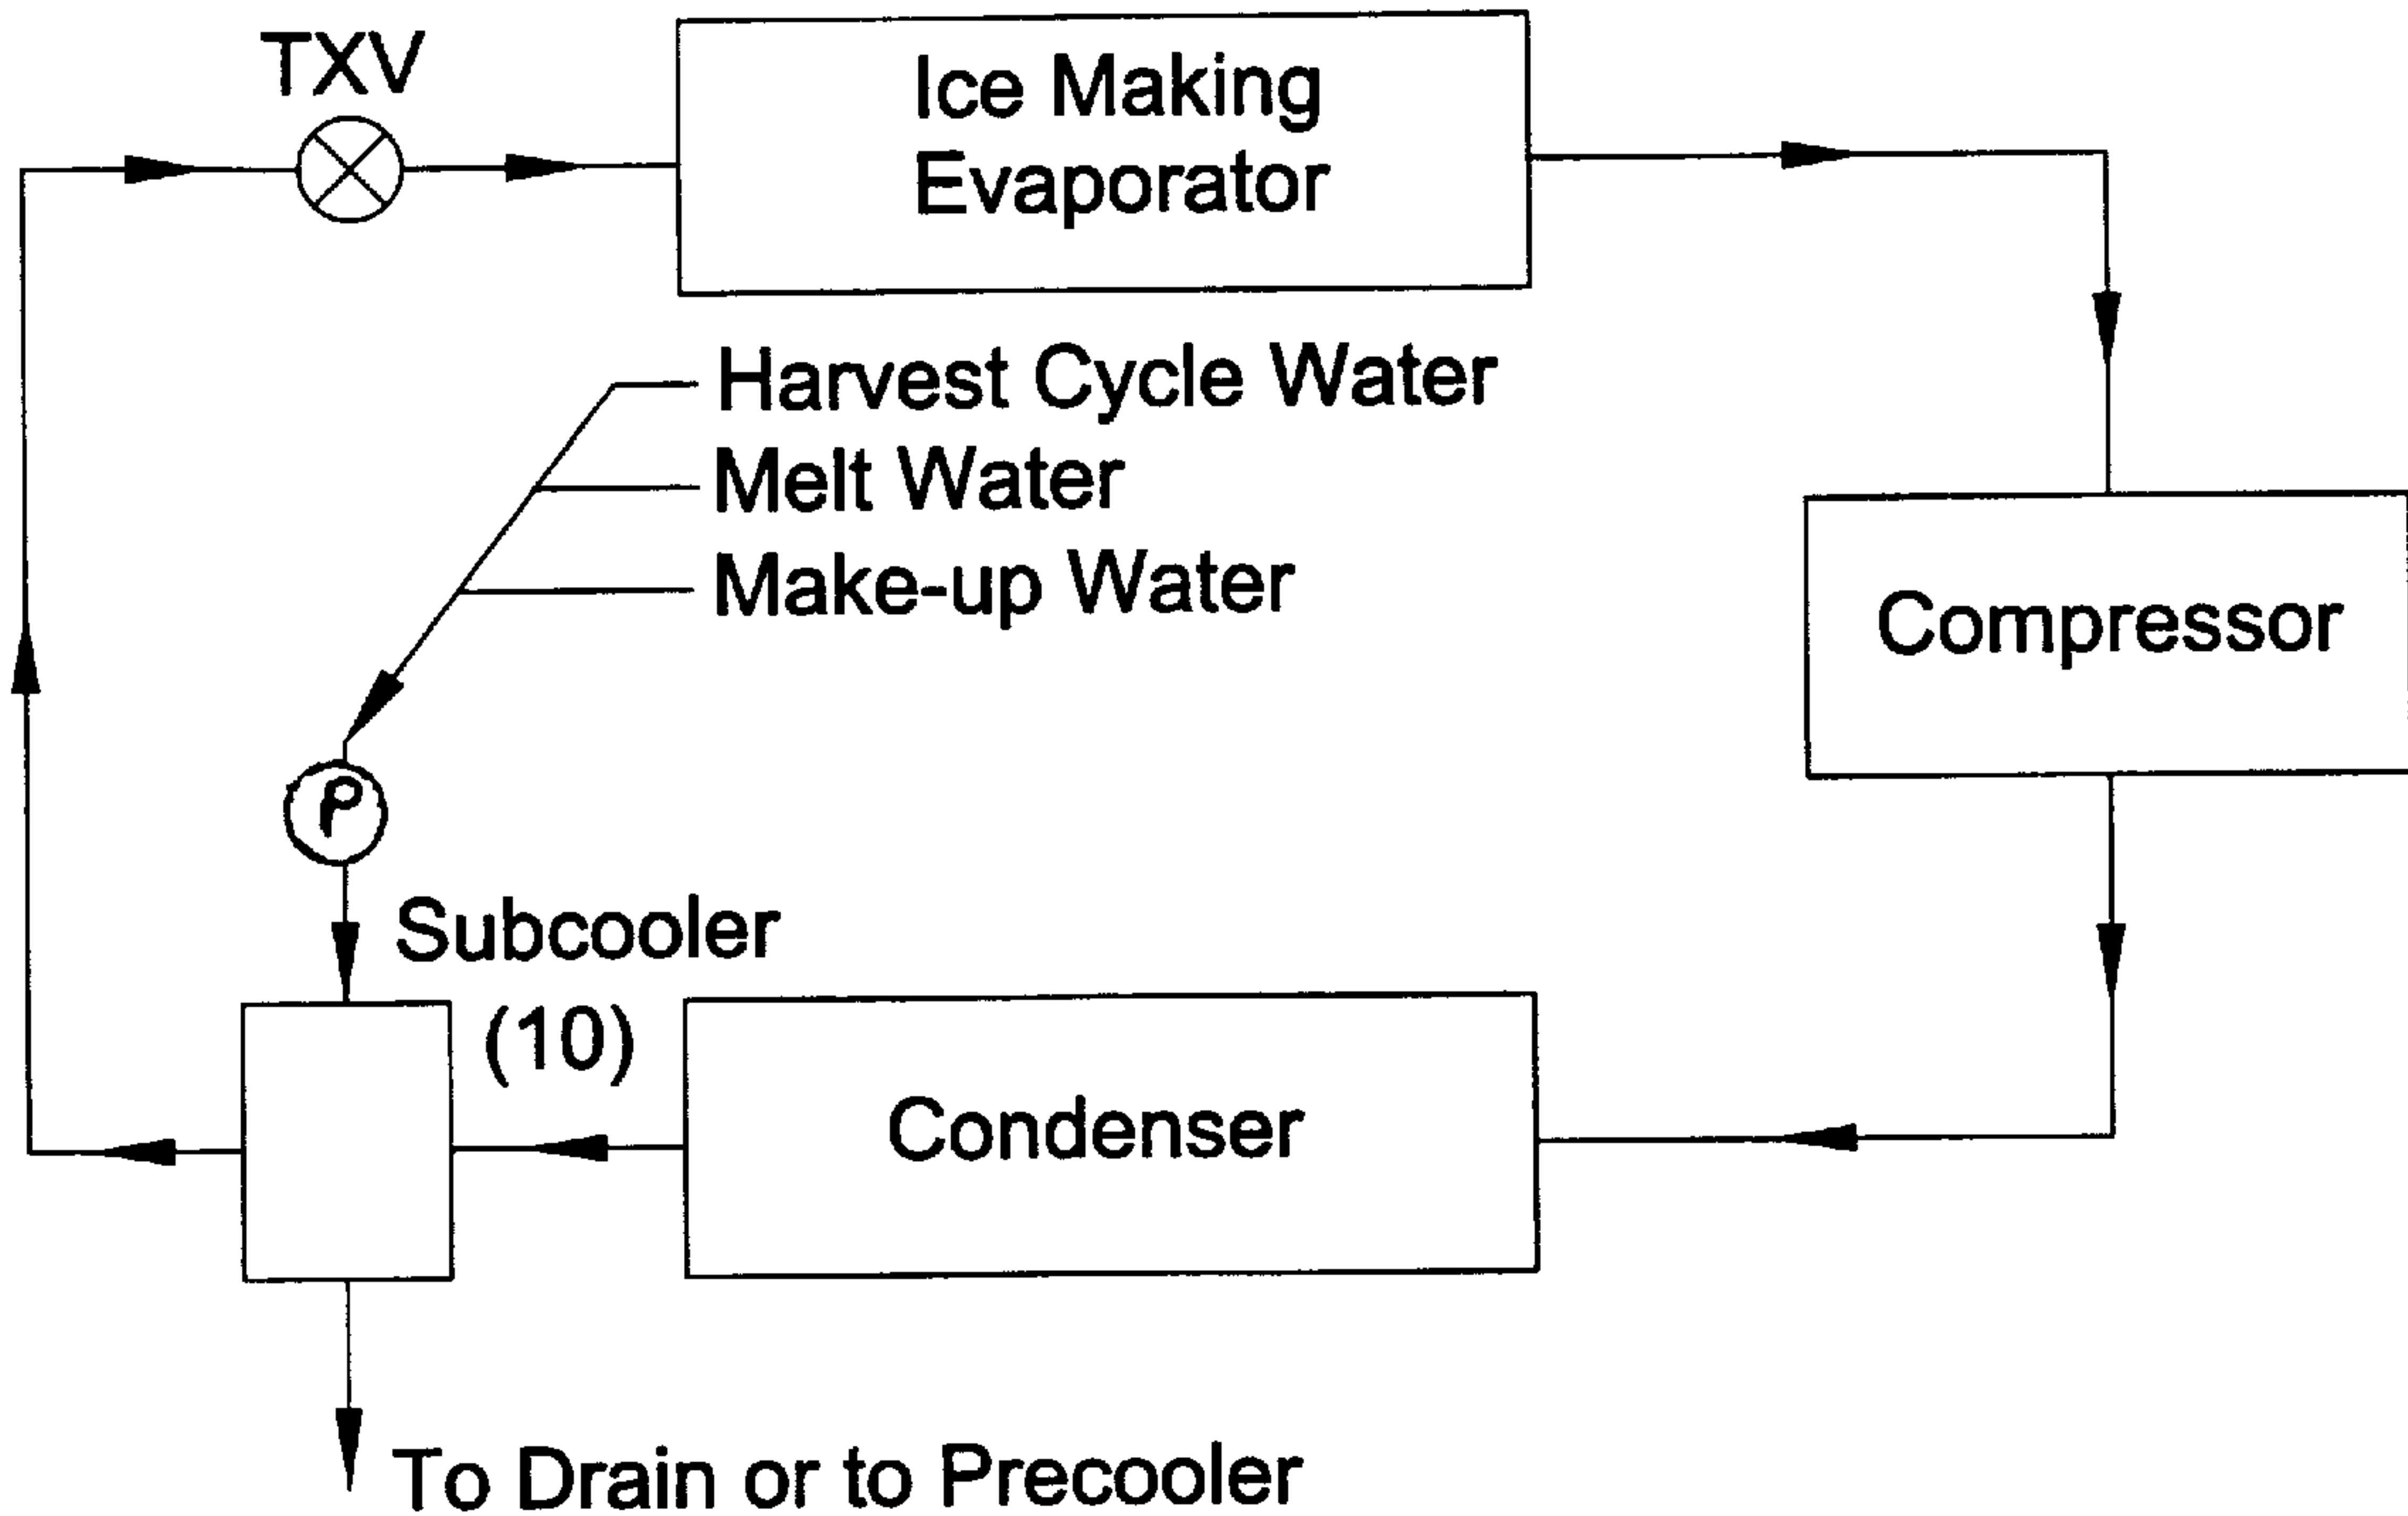 TXV
Ice Making
Evaporator
Harvest Cycle Water
Melt Water
Make-up Water
Compressor
P
Subcooler
(10)
Condenser
To Drain or to Precooler